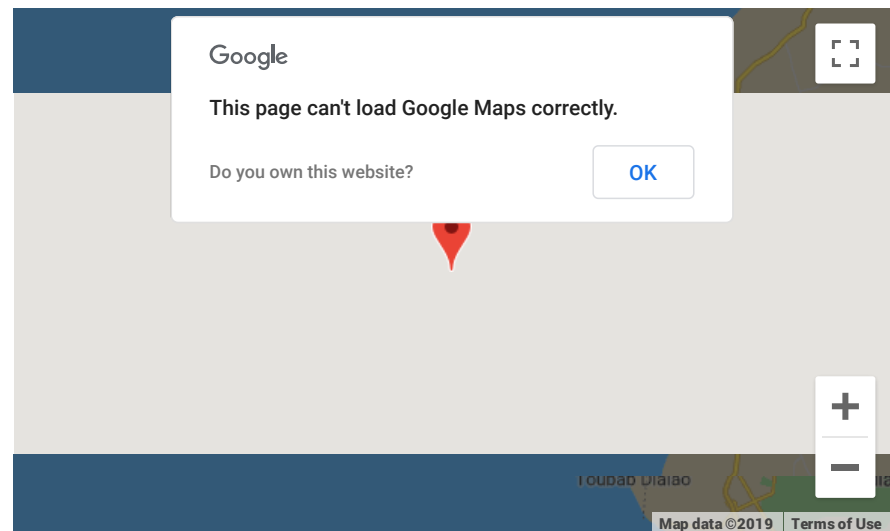 Google
This page can't load Google Maps correctly.
Do you own this website?
OK
Toubab Dialao
Map data ©2019
Terms of Use